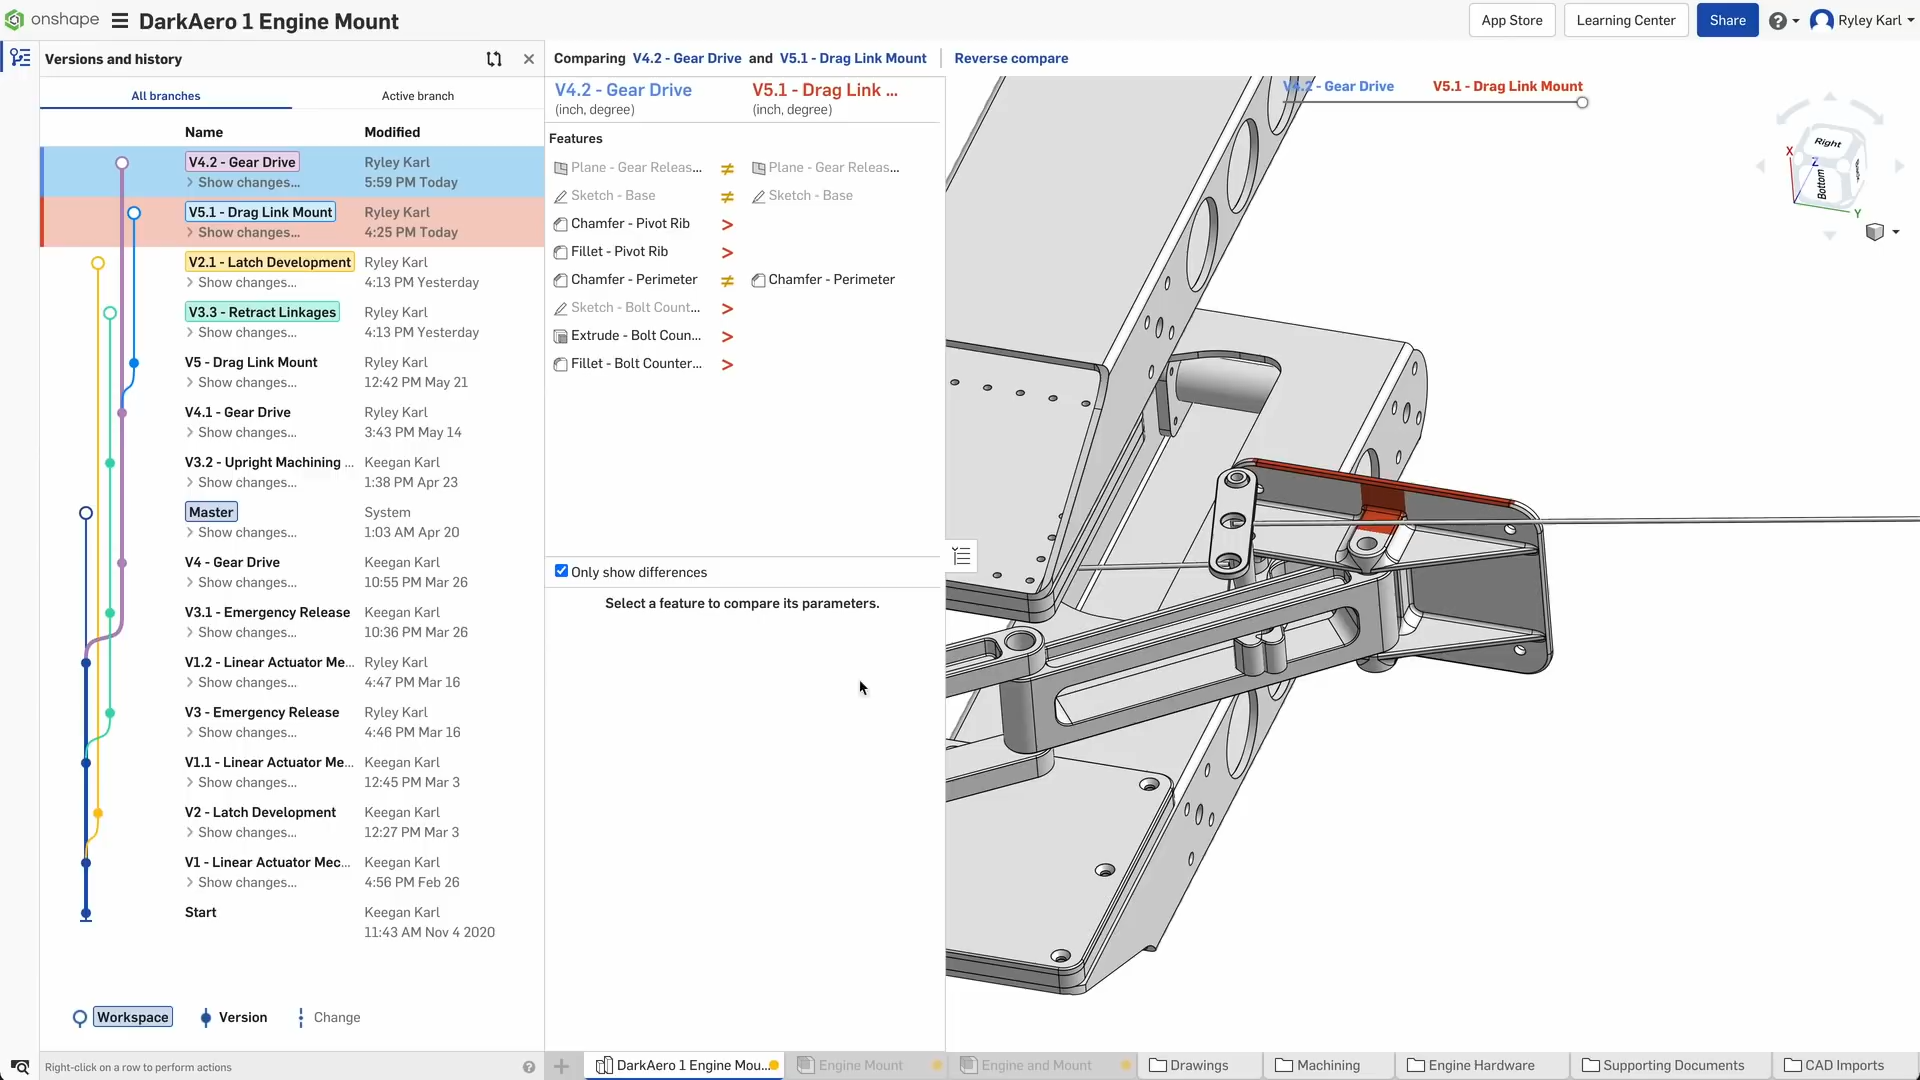 onshape
DarkAero 1 Engine Mount
App Store
Learning Center
Share
Ryley Karl
Versions and history
All branches
Active branch
Name
Modified
V4.2 - Gear Drive
Ryley Karl
Show changes...
5:59 PM Today
V5.1 - Drag Link Mount
Ryley Karl
Show changes...
4:25 PM Today
V2.1 - Latch Development
Ryley Karl
Show changes...
4:13 PM Yesterday
V3.3 - Retract Linkages
Ryley Karl
Show changes...
4:13 PM Yesterday
V5 - Drag Link Mount
Ryley Karl
Show changes...
12:42 PM May 21
V4.1 - Gear Drive
Ryley Karl
Show changes...
3:43 PM May 14
V3.2 - Upright Machining ...
Keegan Karl
Show changes...
1:38 PM Apr 23
Master
System
Show changes...
1:03 AM Apr 20
V4 - Gear Drive
Keegan Karl
Show changes...
10:55 PM Mar 26
V3.1 - Emergency Release
Keegan Karl
Show changes...
10:36 PM Mar 26
V1.2 - Linear Actuator Me...
Ryley Karl
Show changes...
4:47 PM Mar 16
V3 - Emergency Release
Ryley Karl
Show changes...
4:46 PM Mar 16
V1.1 - Linear Actuator Me...
Keegan Karl
Show changes...
12:45 PM Mar 3
V2 - Latch Development
Keegan Karl
Show changes...
12:27 PM Mar 3
V1 - Linear Actuator Mec...
Keegan Karl
Show changes...
4:56 PM Feb 26
Start
Keegan Karl
11:43 AM Nov 4 2020
Workspace
Version
Change
Right-click on a row to perform actions
Comparing V4.2 - Gear Drive and V5.1 - Drag Link Mount
Reverse compare
V4.2 - Gear Drive
(inch, degree)
V5.1 - Drag Link ...
(inch, degree)
Features
Plane - Gear Releas... ≠ Plane - Gear Releas...
Sketch - Base ≠ Sketch - Base
Chamfer - Pivot Rib >
Fillet - Pivot Rib >
Chamfer - Perimeter ≠ Chamfer - Perimeter
Sketch - Bolt Count... >
Extrude - Bolt Coun... >
Fillet - Bolt Counter... >
Only show differences
Select a feature to compare its parameters.
V4.2 - Gear Drive
V5.1 - Drag Link Mount
Right
Bottom
X
Z
Y
DarkAero 1 Engine Mou...
Engine Mount
Engine and Mount
Drawings
Machining
Engine Hardware
Supporting Documents
CAD Imports